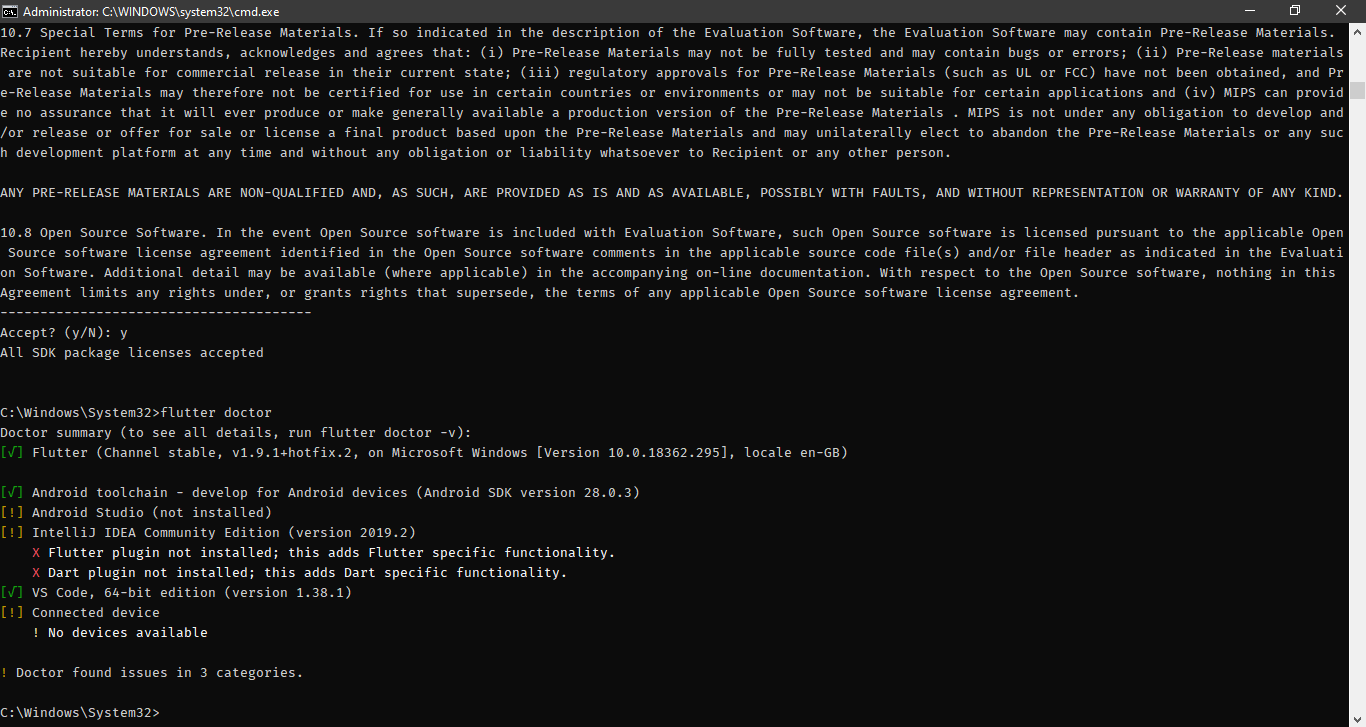 Administrator: C:\WINDOWS\system32\cmd.exe
10.7 Special Terms for Pre-Release Materials. If so indicated in the description of the Evaluation Software, the Evaluation Software may contain Pre-Release Materials.
Recipient hereby understands, acknowledges and agrees that: (i) Pre-Release Materials may not be fully tested and may contain bugs or errors; (ii) Pre-Release materials
 are not suitable for commercial release in their current state; (iii) regulatory approvals for Pre-Release Materials (such as UL or FCC) have not been obtained, and Pr
e-Release Materials may therefore not be certified for use in certain countries or environments or may not be suitable for certain applications and (iv) MIPS can provid
e no assurance that it will ever produce or make generally available a production version of the Pre-Release Materials . MIPS is not under any obligation to develop and
/or release or offer for sale or license a final product based upon the Pre-Release Materials and may unilaterally elect to abandon the Pre-Release Materials or any suc
h development platform at any time and without any obligation or liability whatsoever to Recipient or any other person.
ANY PRE-RELEASE MATERIALS ARE NON-QUALIFIED AND, AS SUCH, ARE PROVIDED AS IS AND AS AVAILABLE, POSSIBLY WITH FAULTS, AND WITHOUT REPRESENTATION OR WARRANTY OF ANY KIND.
10.8 Open Source Software. In the event Open Source software is included with Evaluation Software, such Open Source software is licensed pursuant to the applicable Open
 Source software license agreement identified in the Open Source software comments in the applicable source code file(s) and/or file header as indicated in the Evaluati
on Software. Additional detail may be available (where applicable) in the accompanying on-line documentation. With respect to the Open Source software, nothing in this
Agreement limits any rights under, or grants rights that supersede, the terms of any applicable Open Source software license agreement.
---------------------------------------
Accept? (y/N): y
All SDK package licenses accepted
C:\Windows\System32>flutter doctor
Doctor summary (to see all details, run flutter doctor -v):
[√] Flutter (Channel stable, v1.9.1+hotfix.2, on Microsoft Windows [Version 10.0.18362.295], locale en-GB)
[√] Android toolchain - develop for Android devices (Android SDK version 28.0.3)
[!] Android Studio (not installed)
[!] IntelliJ IDEA Community Edition (version 2019.2)
    X Flutter plugin not installed; this adds Flutter specific functionality.
    X Dart plugin not installed; this adds Dart specific functionality.
[√] VS Code, 64-bit edition (version 1.38.1)
[!] Connected device
    ! No devices available
! Doctor found issues in 3 categories.
C:\Windows\System32>